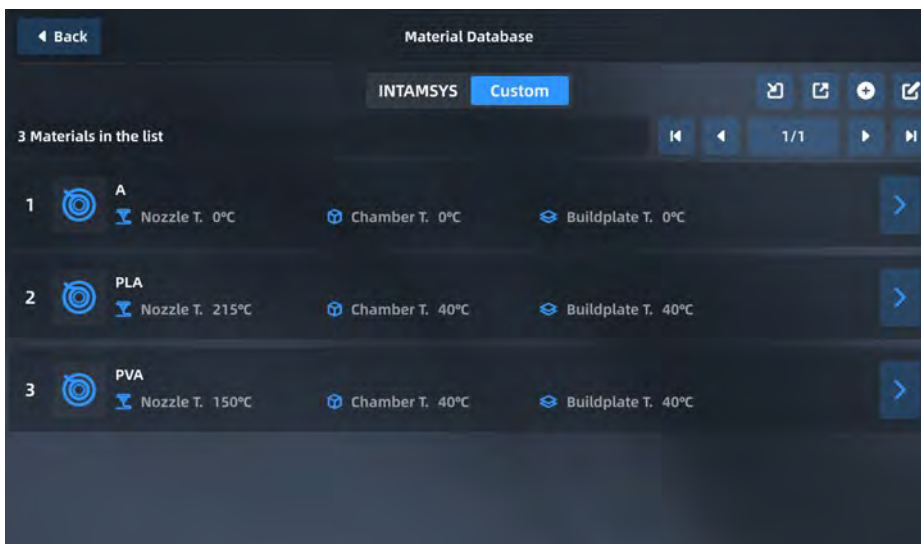 Back
Material Database
INTAMSYS Custom
3 Materials in the list
1/1
1
A
Nozzle T. 0℃ Chamber T. 0℃ Buildplate T. 0℃
2
PLA
Nozzle T. 215℃ Chamber T. 40℃ Buildplate T. 40℃
3
PVA
Nozzle T. 150℃ Chamber T. 40℃ Buildplate T. 40℃